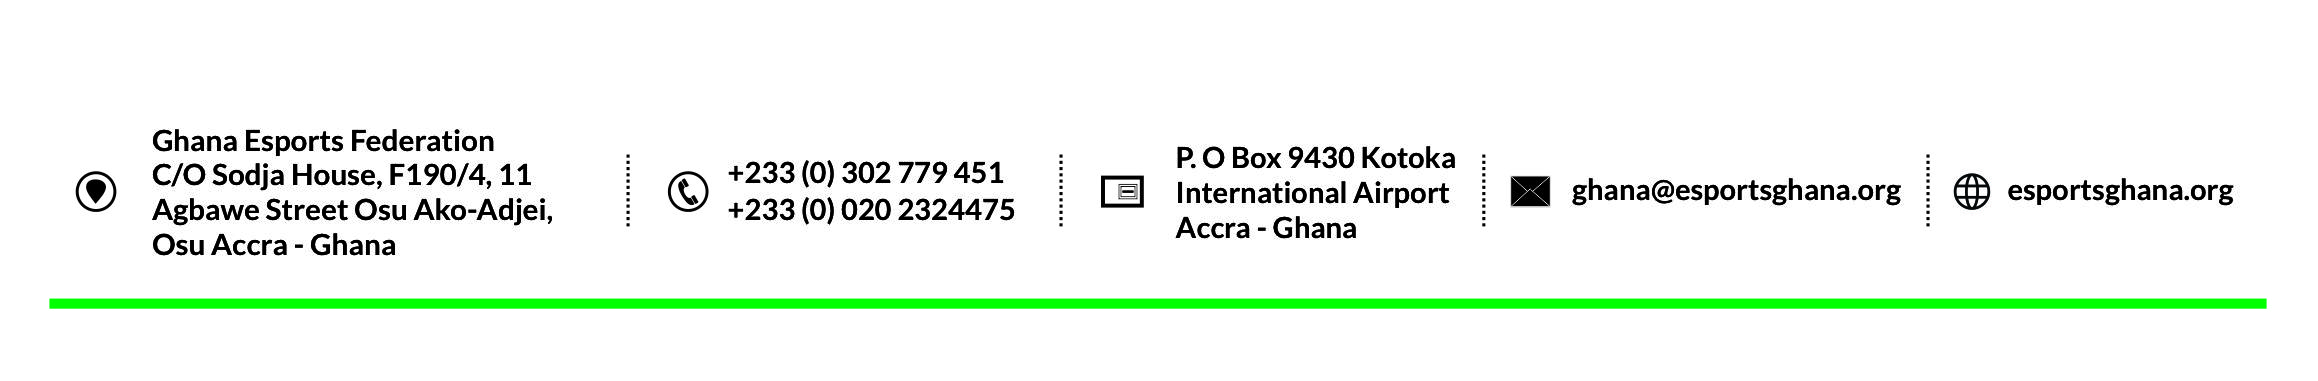 Ghana Esports Federation
C/O Sodja House, F190/4, 11
Agbawe Street Osu Ako-Adjei,
Osu Accra - Ghana
+233 (0) 302 779 451
+233 (0) 020 2324475
P. O Box 9430 Kotoka
International Airport
Accra - Ghana
ghana@esportsghana.org
esportsghana.org